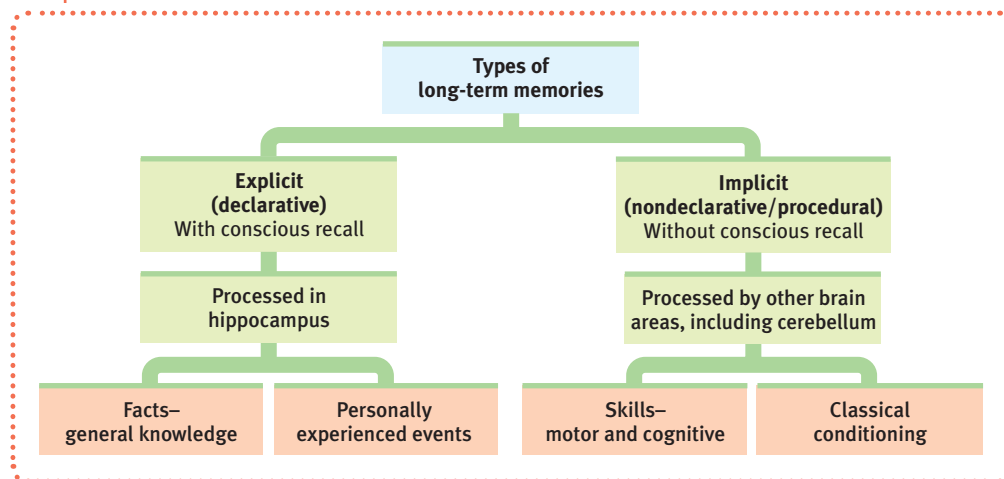 Types of
long-term memories
Explicit
(declarative)
With conscious recall
Implicit
(nondeclarative/procedural)
Without conscious recall
Processed in
hippocampus
Processed by other brain
areas, including cerebellum
Facts–
general knowledge
Personally
experienced events
Skills–
motor and cognitive
Classical
conditioning